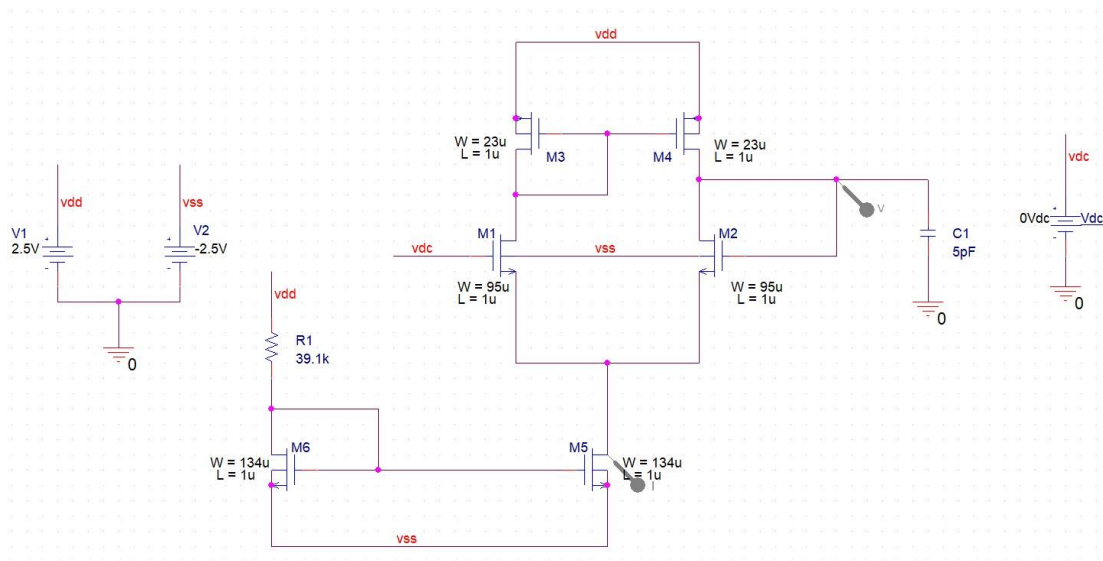 vdd
W = 23u
L = 1u
M3
M4
W = 23u
L = 1u
vdd
vss
V1
2.5V
V2
-2.5V
0
vdc
M1
vss
M2
W = 95u
L = 1u
W = 95u
L = 1u
V
C1
5pF
0
vdc
0Vdc
Vdc
0
vdd
R1
39.1k
M6
W = 134u
L = 1u
M5
W = 134u
L = 1u
I
vss